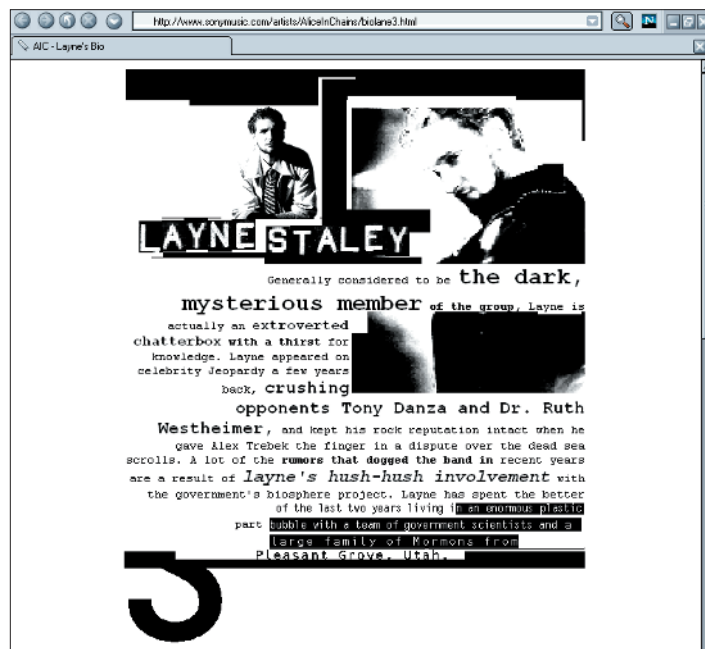 http://www.sonymusic.com/artists/AliceInChains/biolane3.html
AIC - Layne's Bio
LAYNE STALEY
Generally considered to be the dark,
mysterious member of the group, Layne is
actually an extroverted
chatterbox with a thirst for
knowledge. Layne appeared on
celebrity Jeopardy a few years
back, crushing
opponents Tony Danza and Dr. Ruth
Westheimer, and kept his rock reputation intact when he
gave Alex Trebek the finger in a dispute over the dead sea
scrolls. A lot of the rumors that dogged the band in recent years
are a result of layne's hush-hush involvement with
the government's biosphere project. Layne has spent the better
of the last two years living in an enormous plastic
part bubble with a team of government scientists and a
large family of Mormons from
Pleasant Grove, Utah.